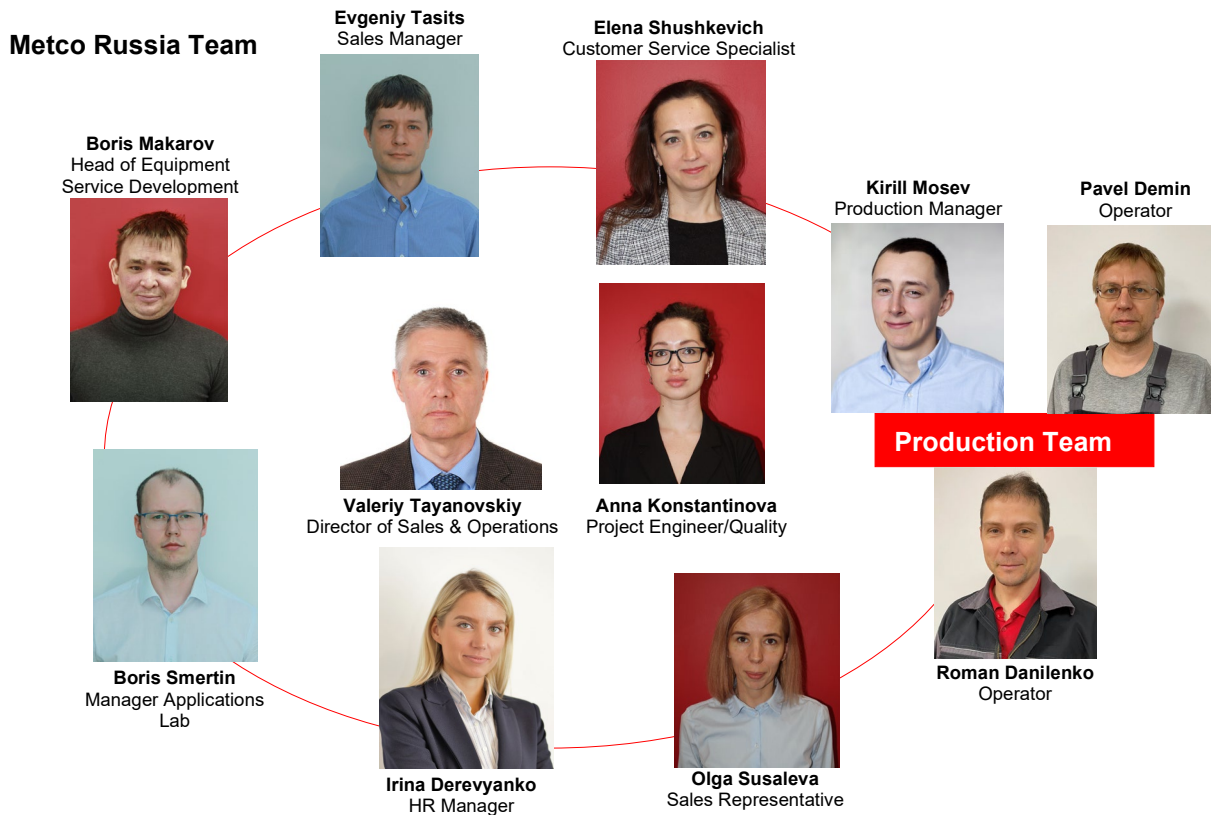 Metco Russia Team
Evgeniy Tasits
Sales Manager
Elena Shushkevich
Customer Service Specialist
Boris Makarov
Head of Equipment
Service Development
Kirill Mosev
Production Manager
Pavel Demin
Operator
Production Team
Valeriy Tayanovskiy
Director of Sales & Operations
Anna Konstantinova
Project Engineer/Quality
Boris Smertin
Manager Applications
Lab
Roman Danilenko
Operator
Irina Derevyanko
HR Manager
Olga Susaleva
Sales Representative